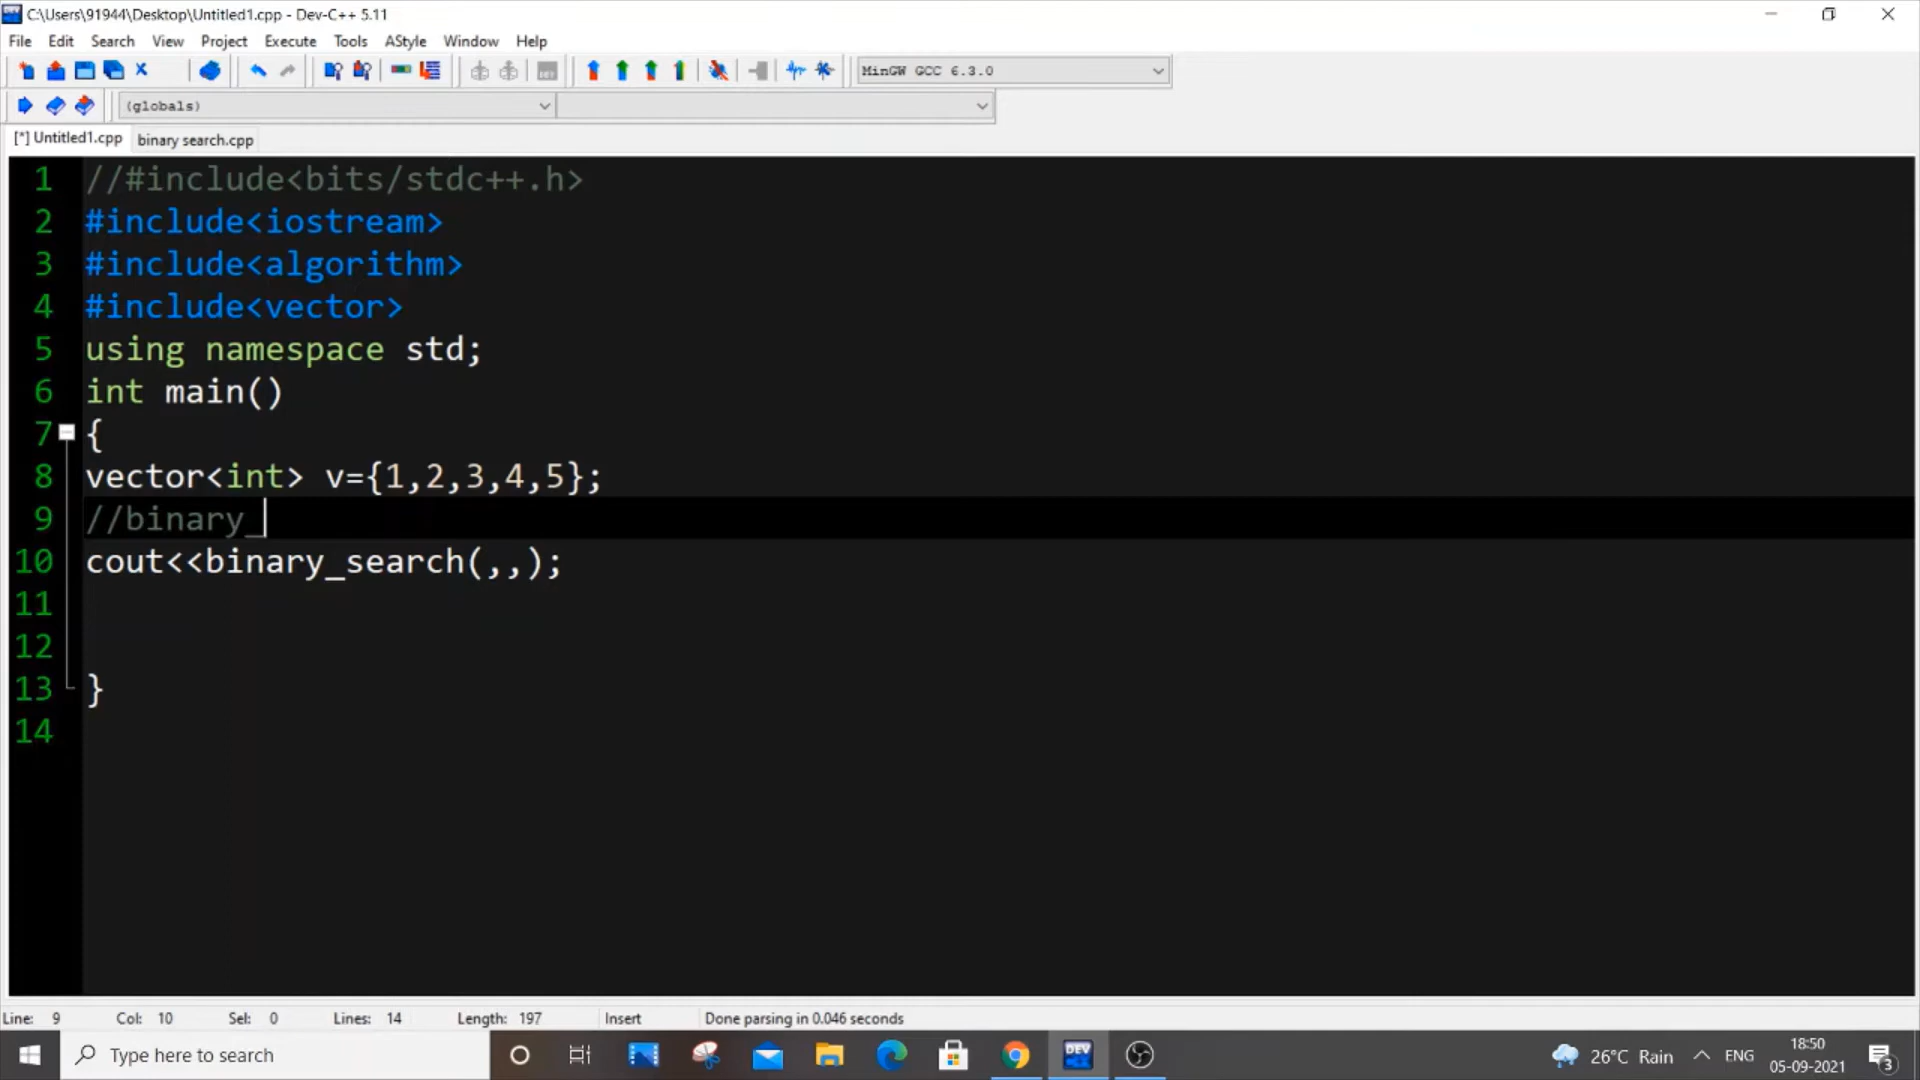 C:\Users\91944\Desktop\Untitled1.cpp - Dev-C++ 5.11
File Edit Search View Project Execute Tools AStyle Window Help
MinGW GCC 6.3.0
(globals)
[*] Untitled1.cpp binary search.cpp
1 //#include<bits/stdc++.h>
2 #include<iostream>
3 #include<algorithm>
4 #include<vector>
5 using namespace std;
6 int main()
7 {
8 vector<int> v={1,2,3,4,5};
9 //binary_
10 cout<<binary_search(,,);
11
12
13 }
14
Line: 9 Col: 10 Sel: 0 Lines: 14 Length: 197 Insert Done parsing in 0.046 seconds
Type here to search DEV 26°C Rain ENG 18:50
05-09-2021 3